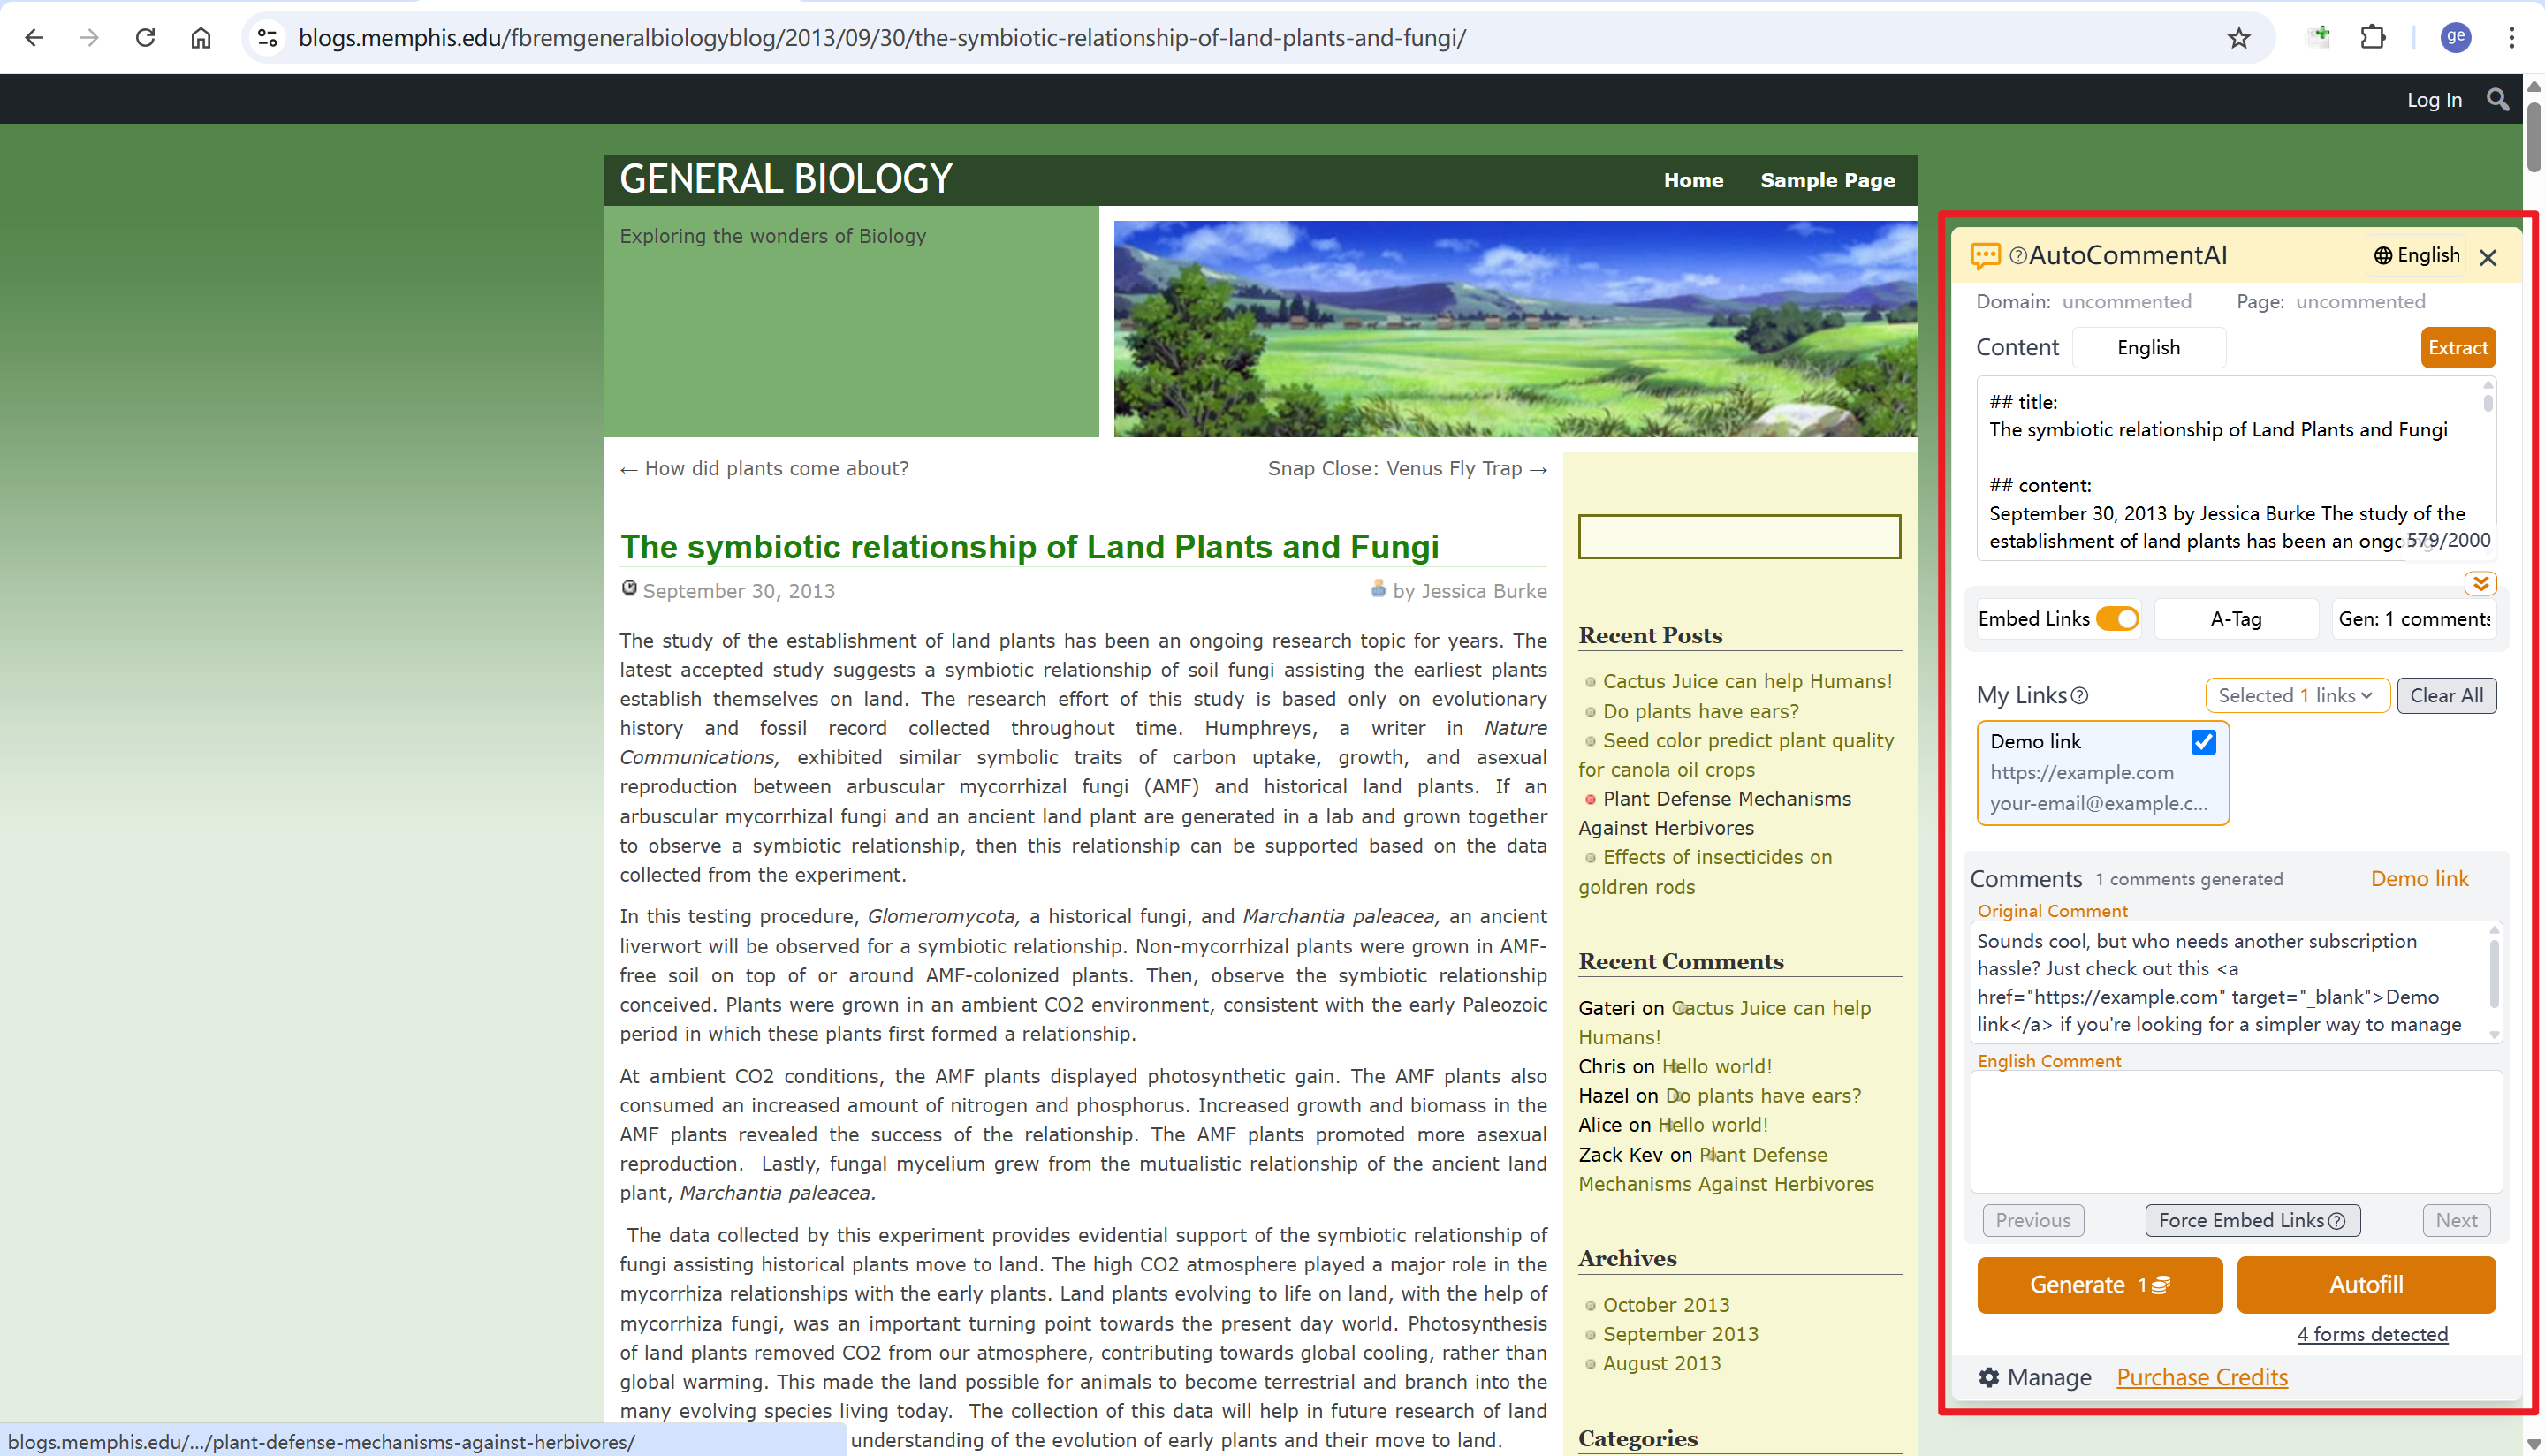 blogs.memphis.edu/fbremgeneralbiologyblog/2013/09/30/the-symbiotic-relationship-of-land-plants-and-fungi/
ge
Log In
GENERAL BIOLOGY
Home
Sample Page
Exploring the wonders of Biology
← How did plants come about?
Snap Close: Venus Fly Trap →
The symbiotic relationship of Land Plants and Fungi
September 30, 2013
by Jessica Burke
The study of the establishment of land plants has been an ongoing research topic for years. The
latest accepted study suggests a symbiotic relationship of soil fungi assisting the earliest plants
establish themselves on land. The research effort of this study is based only on evolutionary
history and fossil record collected throughout time. Humphreys, a writer in Nature
Communications, exhibited similar symbolic traits of carbon uptake, growth, and asexual
reproduction between arbuscular mycorrhizal fungi (AMF) and historical land plants. If an
arbuscular mycorrhizal fungi and an ancient land plant are generated in a lab and grown together
to observe a symbiotic relationship, then this relationship can be supported based on the data
collected from the experiment.
In this testing procedure, Glomeromycota, a historical fungi, and Marchantia paleacea, an ancient
liverwort will be observed for a symbiotic relationship. Non-mycorrhizal plants were grown in AMF-
free soil on top of or around AMF-colonized plants. Then, observe the symbiotic relationship
conceived. Plants were grown in an ambient CO2 environment, consistent with the early Paleozoic
period in which these plants first formed a relationship.
At ambient CO2 conditions, the AMF plants displayed photosynthetic gain. The AMF plants also
consumed an increased amount of nitrogen and phosphorus. Increased growth and biomass in the
AMF plants revealed the success of the relationship. The AMF plants promoted more asexual
reproduction. Lastly, fungal mycelium grew from the mutualistic relationship of the ancient land
plant, Marchantia paleacea.
The data collected by this experiment provides evidential support of the symbiotic relationship of
fungi assisting historical plants move to land. The high CO2 atmosphere played a major role in the
mycorrhiza relationships with the early plants. Land plants evolving to life on land, with the help of
mycorrhiza fungi, was an important turning point towards the present day world. Photosynthesis
of land plants removed CO2 from our atmosphere, contributing towards global cooling, rather than
global warming. This made the land possible for animals to become terrestrial and branch into the
many evolving species living today. The collection of this data will help in future research of land
understanding of the evolution of early plants and their move to land.
blogs.memphis.edu/.../plant-defense-mechanisms-against-herbivores/
Recent Posts
Cactus Juice can help Humans!
Do plants have ears?
Seed color predict plant quality
for canola oil crops
Plant Defense Mechanisms
Against Herbivores
Effects of insecticides on
goldren rods
Recent Comments
Gateri on Cactus Juice can help
Humans!
Chris on Hello world!
Hazel on Do plants have ears?
Alice on Hello world!
Zack Kev on Plant Defense
Mechanisms Against Herbivores
Archives
October 2013
September 2013
August 2013
Categories
AutoCommentAI
English
Domain: uncommented Page: uncommented
Content
English
Extract
## title:
The symbiotic relationship of Land Plants and Fungi
## content:
September 30, 2013 by Jessica Burke The study of the
establishment of land plants has been an ongoing
579/2000
Embed Links
A-Tag
Gen: 1 comments
My Links
Selected 1 links
Clear All
Demo link
https://example.com
your-email@example.c...
Comments 1 comments generated Demo link
Original Comment
Sounds cool, but who needs another subscription
hassle? Just check out this <a
href="https://example.com" target="_blank">Demo
link</a> if you're looking for a simpler way to manage
English Comment
Previous
Force Embed Links
Next
Generate 1
Autofill
4 forms detected
Manage
Purchase Credits